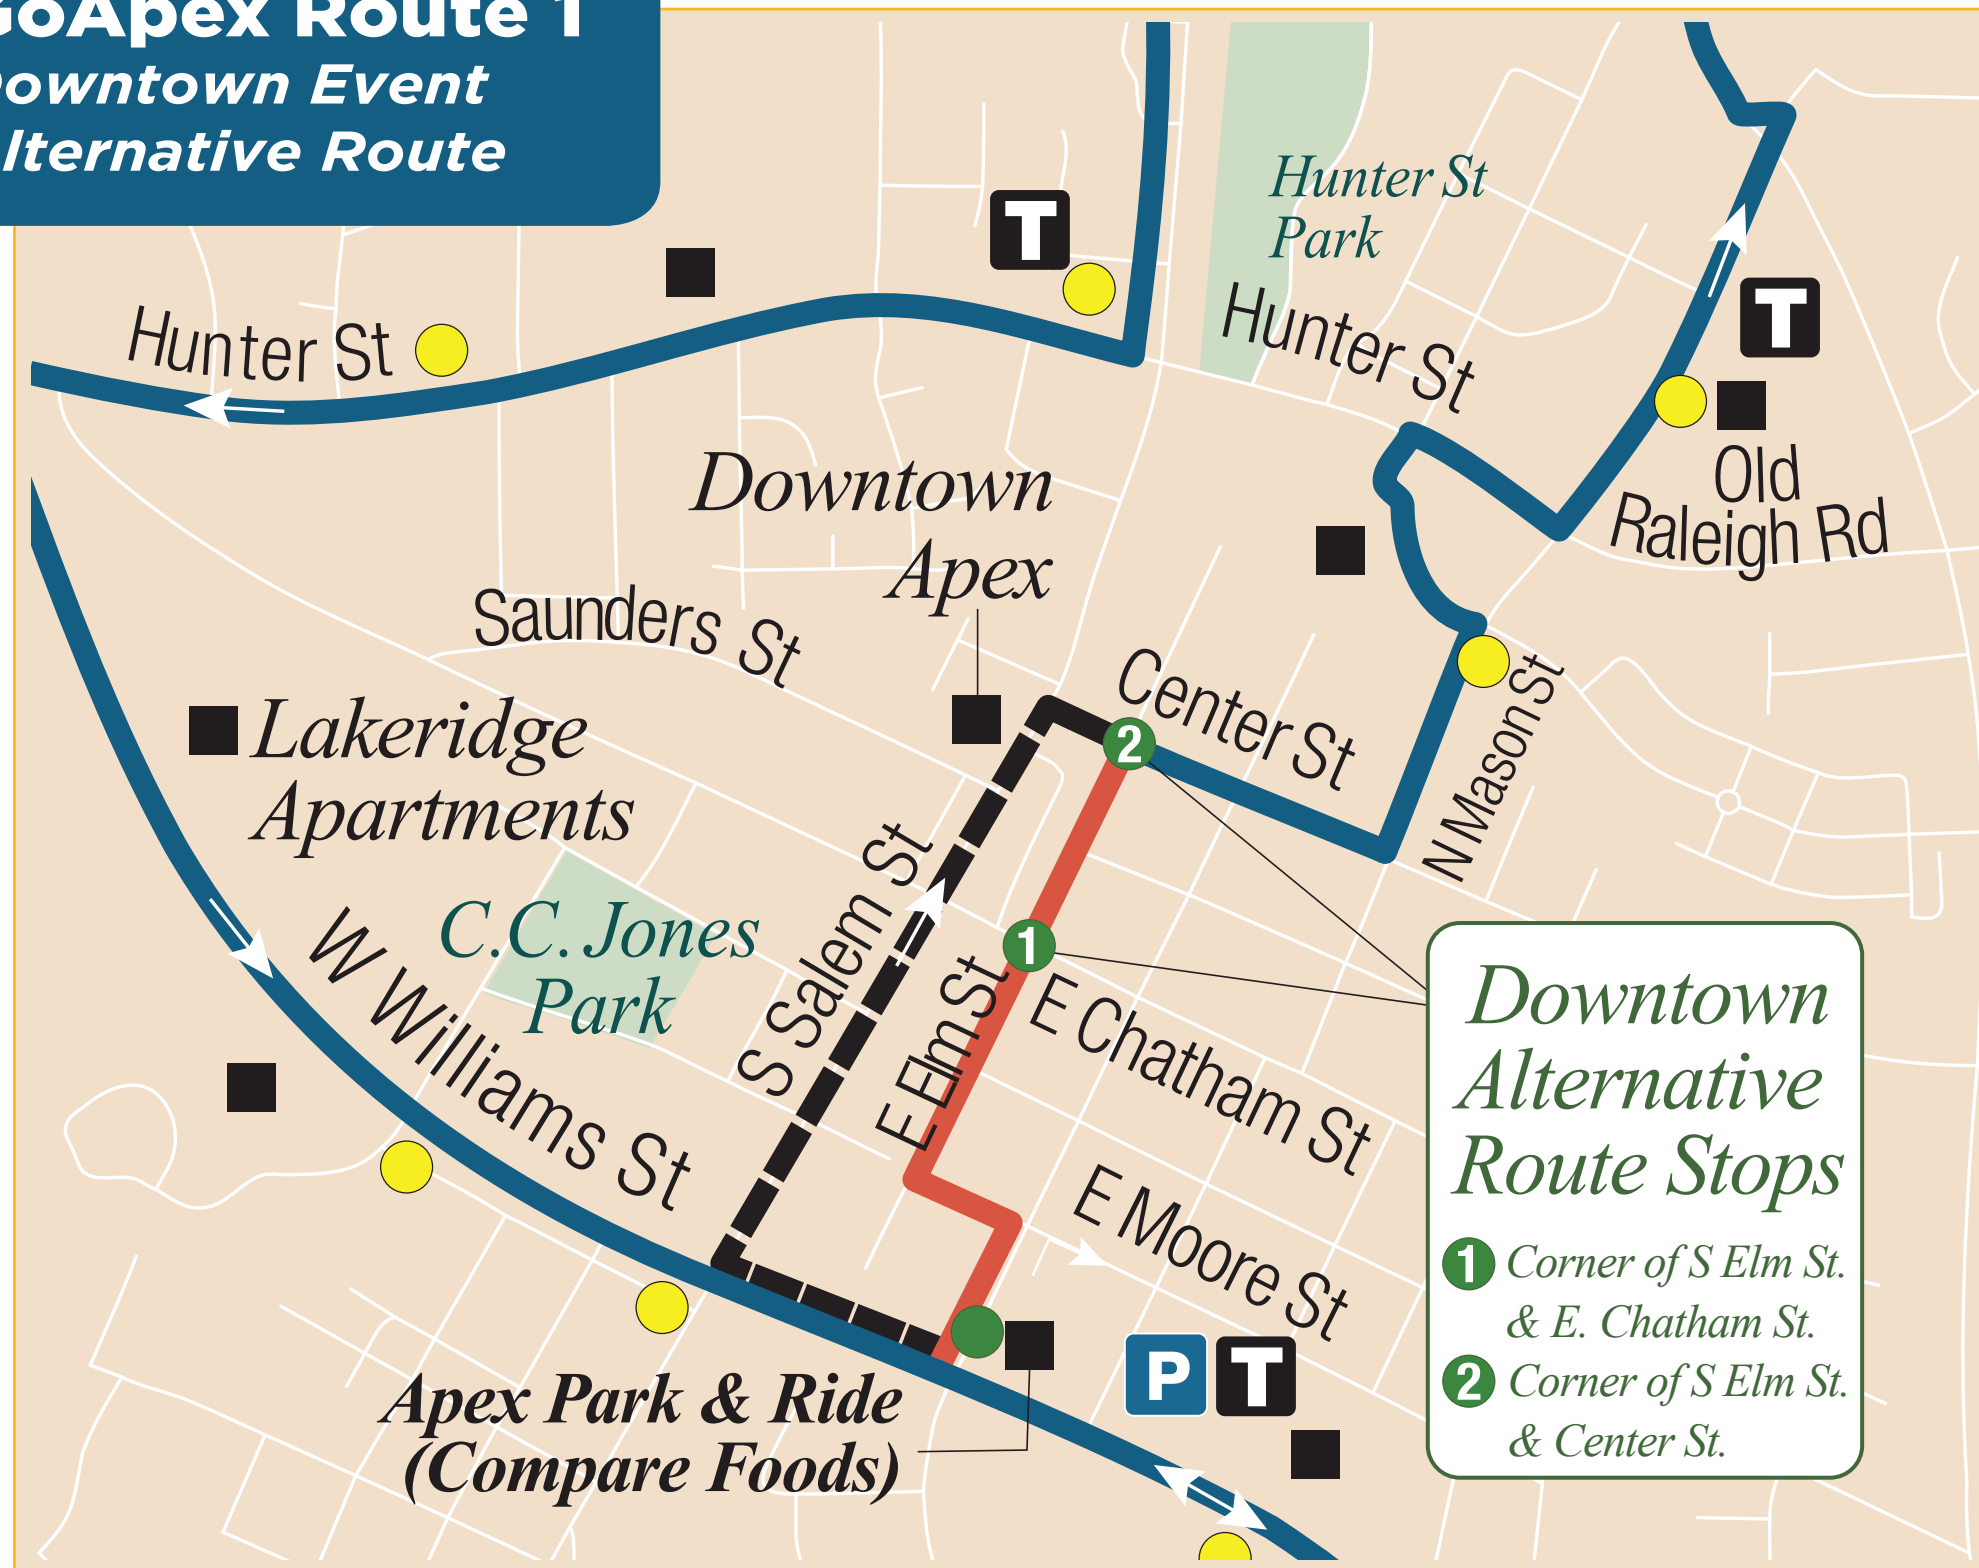 GoApex Route 1
Downtown Event
Alternative Route
T
Hunter St
Park
Hunter St
Hunter St
T
Old
Raleigh Rd
Downtown
Apex
Saunders St
Center St
2
N Mason St
Lakeridge
Apartments
C.C. Jones
Park
S Salem St
1
E Elm St
E Chatham St
W Williams St
E Moore St
P
T
Apex Park & Ride
(Compare Foods)
Downtown
Alternative
Route Stops
1 Corner of S Elm St.
& E. Chatham St.
2 Corner of S Elm St.
& Center St.